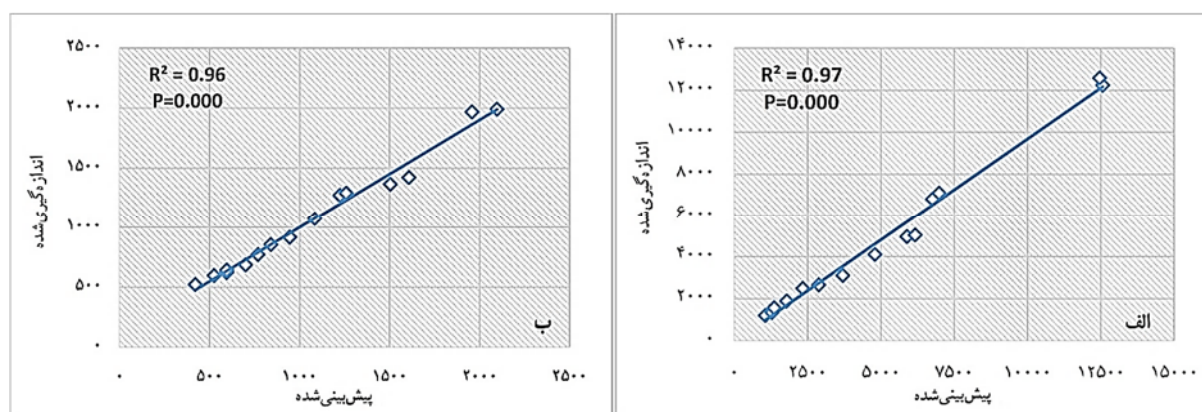 الف
R² = 0.97
P=0.000
۱۴۰۰۰
۱۲۰۰۰
۱۰۰۰۰
۸۰۰۰
۶۰۰۰
۴۰۰۰
۲۰۰۰
۰
۰ ۲۵۰۰ ۵۰۰۰ ۷۵۰۰ ۱۰۰۰۰ ۱۲۵۰۰ ۱۵۰۰۰
اندازه‌گیری‌شده
پیش‌بینی‌شده
ب
R² = 0.96
P=0.000
۲۵۰۰
۲۰۰۰
۱۵۰۰
۱۰۰۰
۵۰۰
۰
۰ ۵۰۰ ۱۰۰۰ ۱۵۰۰ ۲۰۰۰ ۲۵۰۰
اندازه‌گیری‌شده
پیش‌بینی‌شده